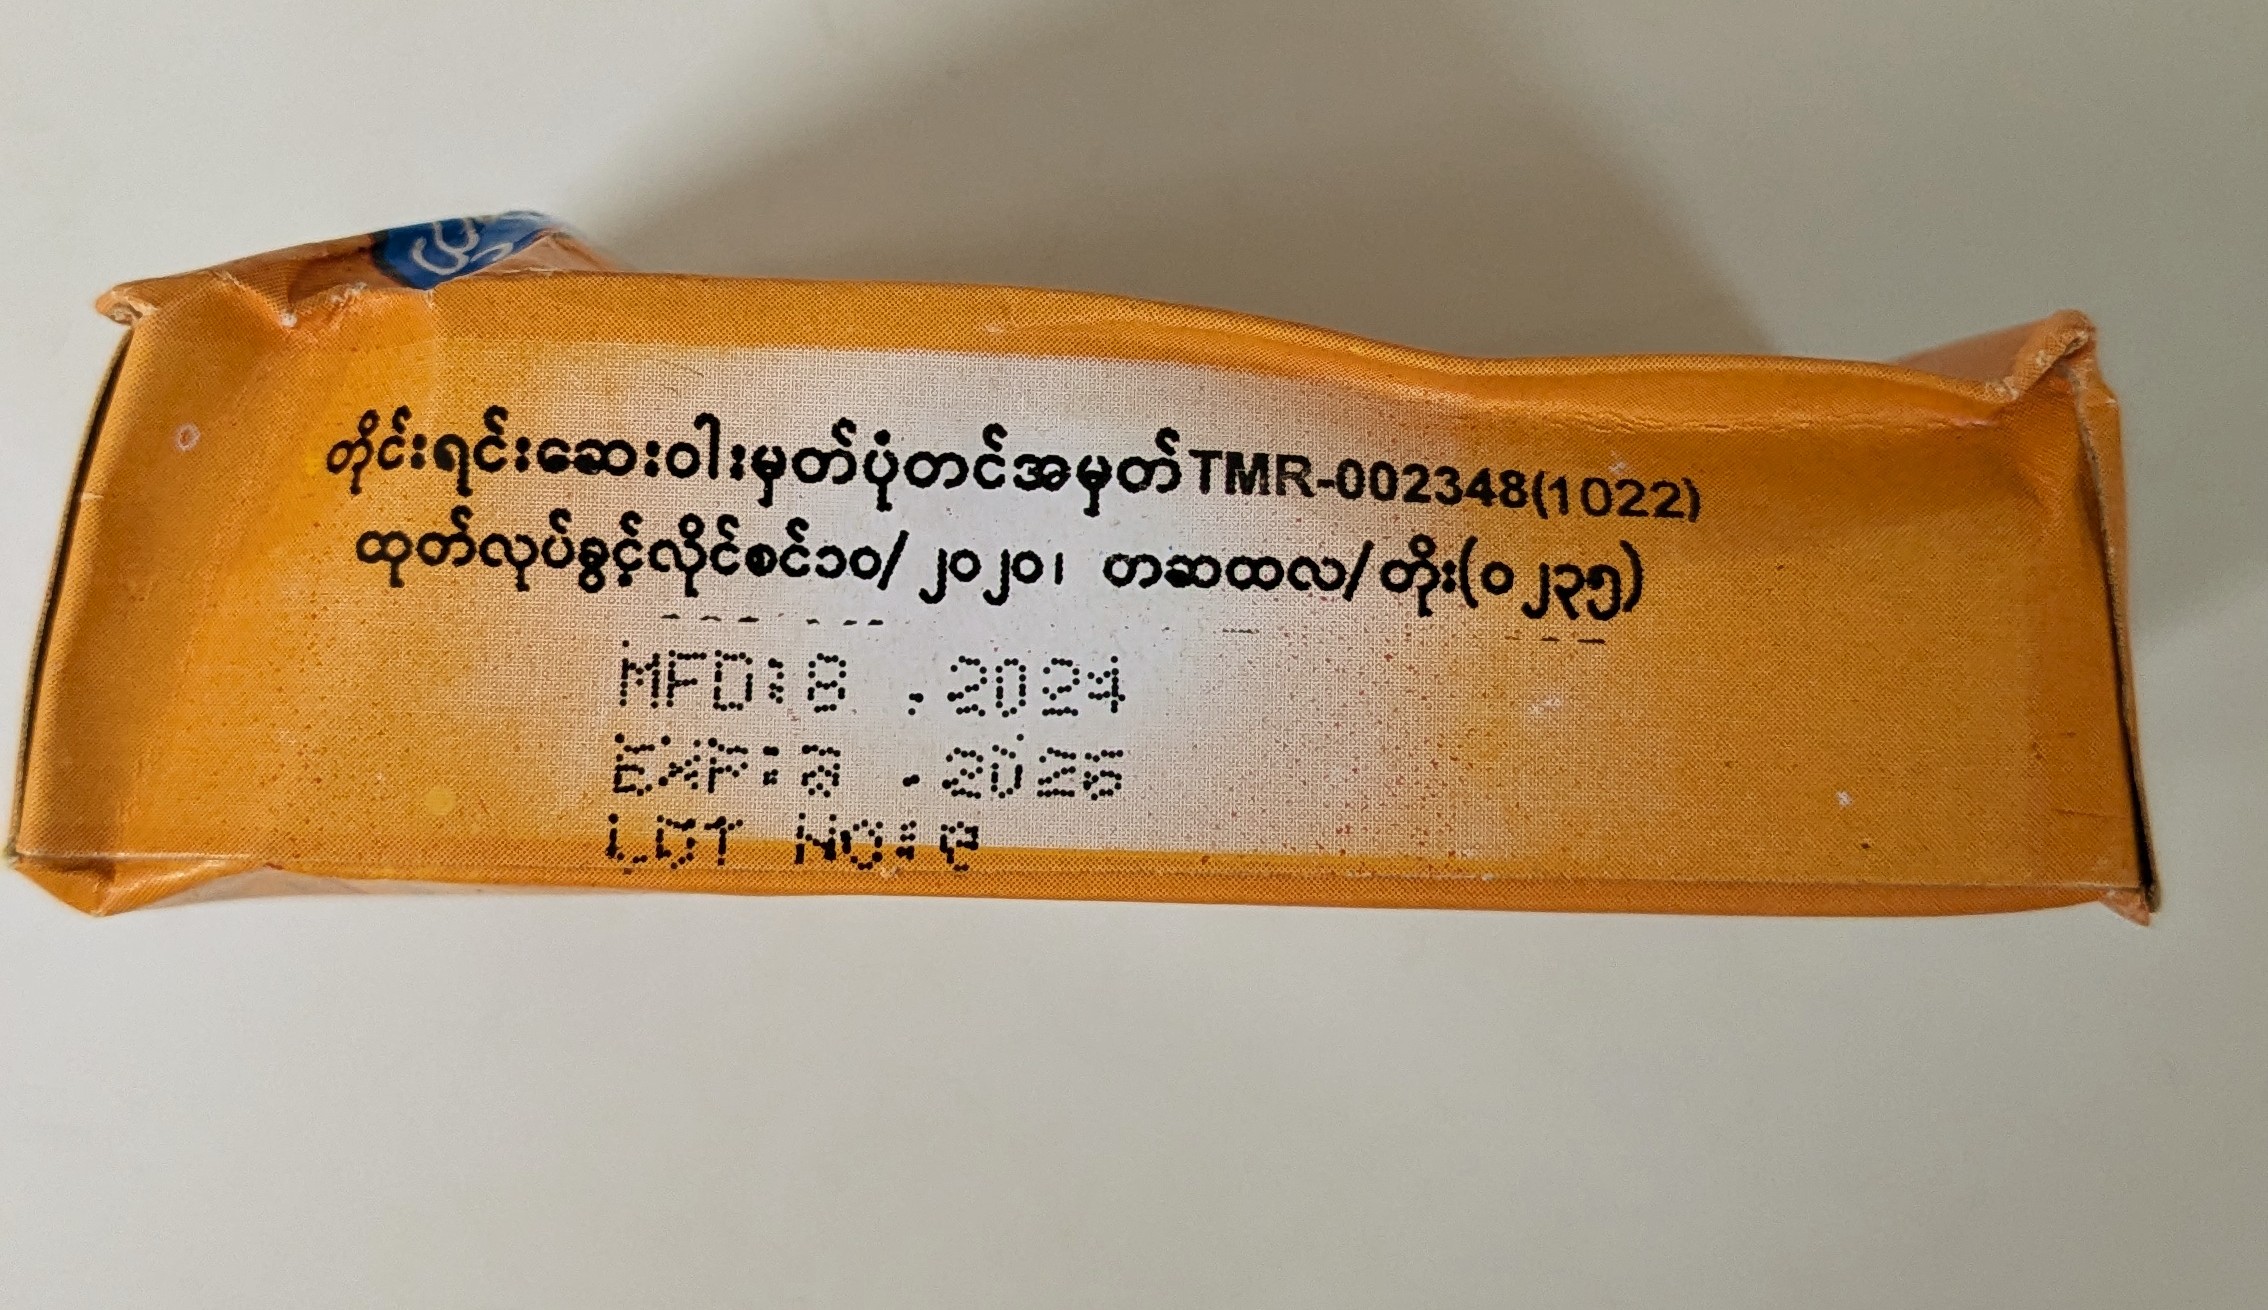 တိုင်းရင်းဆေးဝါးမှတ်ပုံတင်အမှတ်TMR-002348(1022)
ထုတ်လုပ်ခွင့်လိုင်စင်၁၀/၂၀၂၀၊ တဆထလ/တိုး(၀၂၃၅)
MFD:8 .2024
EXP:8 .2026
LOT NO: